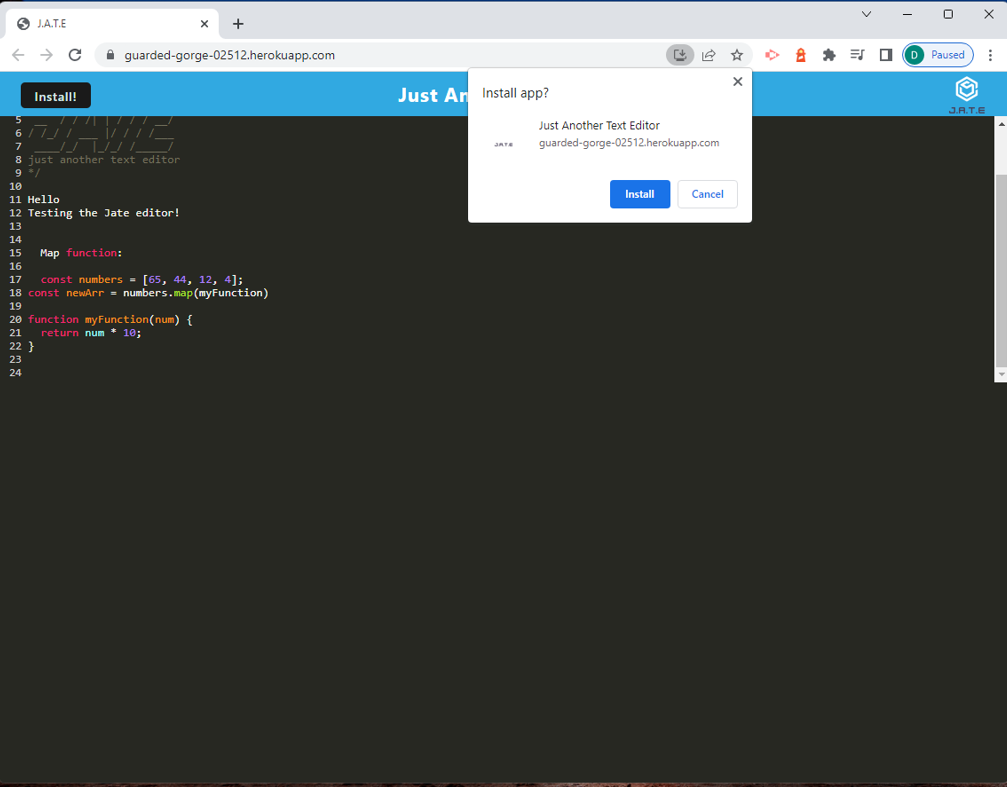 J.A.T.E
guarded-gorge-02512.herokuapp.com
D Paused
Install!
Just An
J.A.T.E
Install app?
Just Another Text Editor
J.A.T.E
guarded-gorge-02512.herokuapp.com
Install Cancel
5 __ / / /| | / / / __/
6 / /_/ / ___ |/ / / /___
7 ____/_/  |_/_/ /_____/
8 just another text editor
9 */
10
11 Hello
12 Testing the Jate editor!
13
14
15   Map function:
16
17   const numbers = [65, 44, 12, 4];
18 const newArr = numbers.map(myFunction)
19
20 function myFunction(num) {
21   return num * 10;
22 }
23
24